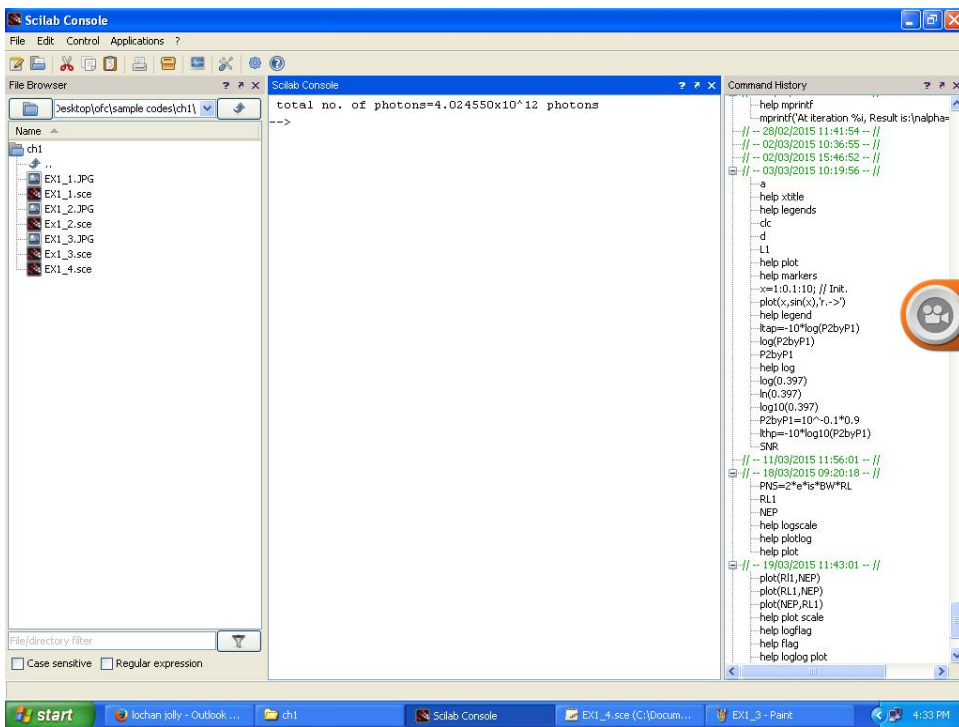 Scilab Console
File Edit Control Applications ?
File Browser ? ↗ X
Desktop\ofc\sample codes\ch1\
Name
ch1
..
EX1_1.JPG
EX1_1.sce
EX1_2.JPG
Ex1_2.sce
EX1_3.JPG
Ex1_3.sce
EX1_4.sce
File/directory filter
Case sensitive Regular expression
Scilab Console ? ↗ X
total no. of photons=4.024550x10^12 photons
-->
Command History ? ↗ X
help mprintf
mprintf('At iteration %i, Result is:\nalpha=
// -- 28/02/2015 11:41:54 -- //
// -- 02/03/2015 10:36:55 -- //
// -- 02/03/2015 15:46:52 -- //
// -- 03/03/2015 10:19:56 -- //
a
help xtitle
help legends
clc
d
L1
help plot
help markers
x=1:0.1:10; // Init.
plot(x,sin(x),'r.->')
help legend
ltap=-10*log(P2byP1)
log(P2byP1)
P2byP1
help log
log(0.397)
ln(0.397)
log10(0.397)
P2byP1=10^-0.1*0.9
lthp=-10*log10(P2byP1)
SNR
// -- 11/03/2015 11:56:01 -- //
// -- 18/03/2015 09:20:18 -- //
PNS=2*e*is*BW*RL
RL1
NEP
help logscale
help plotlog
help plot
// -- 19/03/2015 11:43:01 -- //
plot(Rl1,NEP)
plot(RL1,NEP)
plot(NEP,RL1)
help plot scale
help logflag
help flag
help loglog plot
start
lochan jolly - Outlook ...
ch1
Scilab Console
EX1_4.sce (C:\Docum...
EX1_3 - Paint
4:33 PM